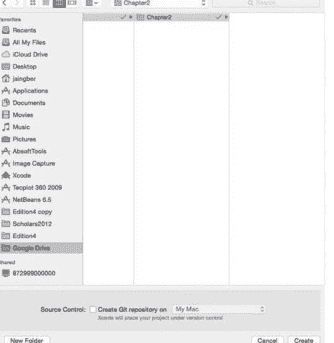 Chapter2
Search
Favorites
Recents
All My Files
iCloud Drive
Desktop
jaingber
Applications
Documents
Movies
Music
Pictures
AbsoftTools
Image Capture
Xcode
Tecplot 360 2009
NetBeans 6.5
Edition4 copy
Scholars2012
Edition4
Google Drive
Shared
872999000000
Chapter2
Source Control: Create Git repository on My Mac
Xcode will place your project under version control
New Folder
Cancel
Create